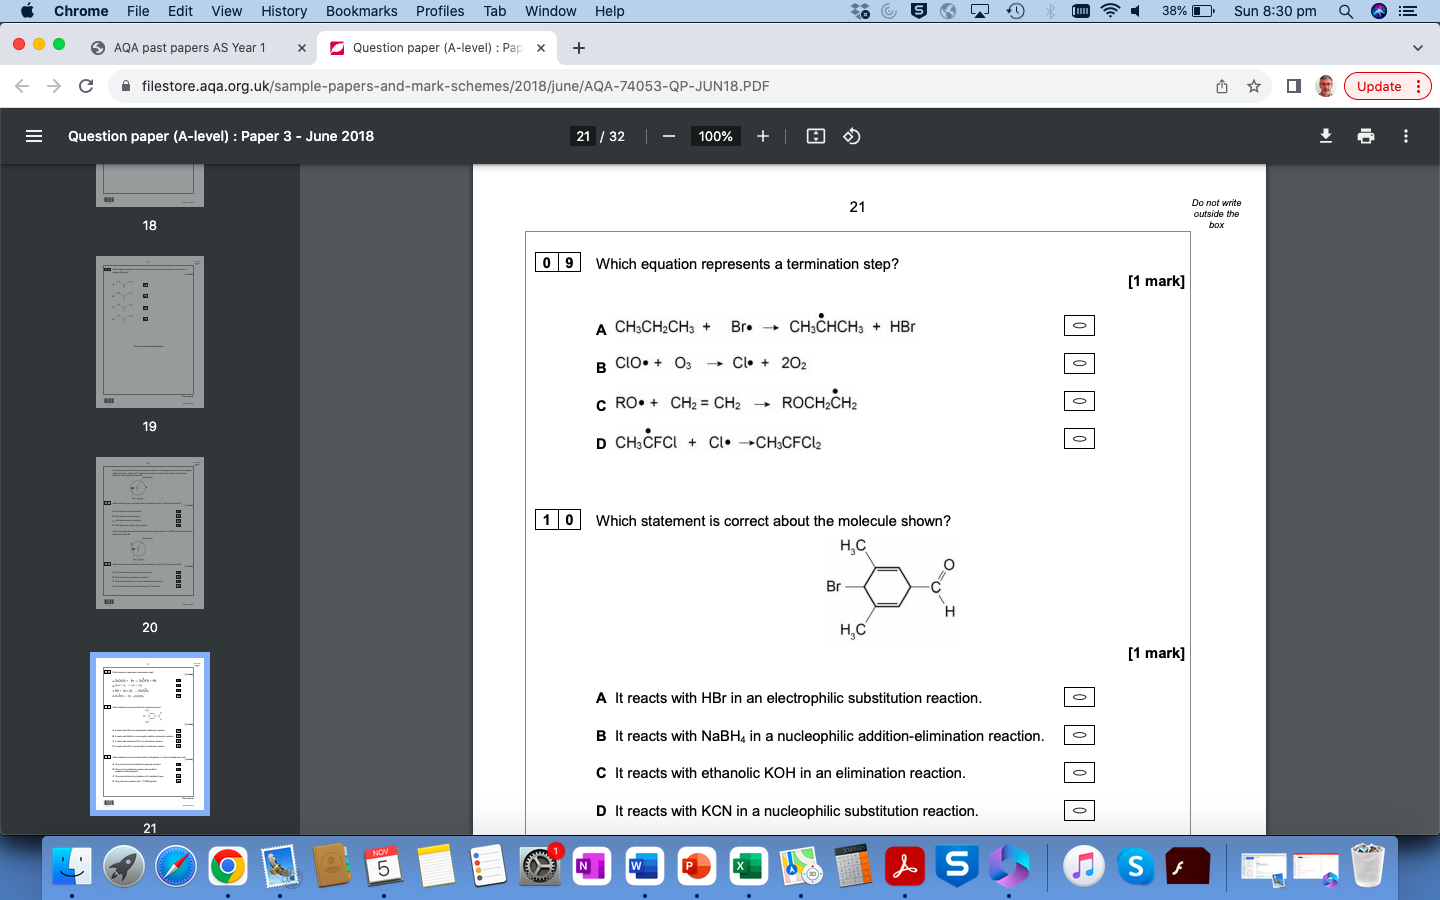 Chrome File Edit View History Bookmarks Profiles Tab Window Help 38% Sun 8:30 pm
AQA past papers AS Year 1 Question paper (A-level) : Pap
filestore.aqa.org.uk/sample-papers-and-mark-schemes/2018/june/AQA-74053-QP-JUN18.PDF Update
Question paper (A-level) : Paper 3 - June 2018 21 / 32 100%
18
19
20
21
21
Do not write
outside the
box
0 9 Which equation represents a termination step?
[1 mark]
A CH₃CH₂CH₃ + Br• → CH₃ĊHCH₃ + HBr
B ClO• + O₃ → Cl• + 2O₂
C RO• + CH₂ = CH₂ → ROCH₂ĊH₂
D CH₃ĊFCl + Cl• →CH₃CFCl₂
1 0 Which statement is correct about the molecule shown?
H₃C
O
Br
C
H
H₃C
[1 mark]
A It reacts with HBr in an electrophilic substitution reaction.
B It reacts with NaBH₄ in a nucleophilic addition-elimination reaction.
C It reacts with ethanolic KOH in an elimination reaction.
D It reacts with KCN in a nucleophilic substitution reaction.
NOV
5
1
N W P X S S
3D